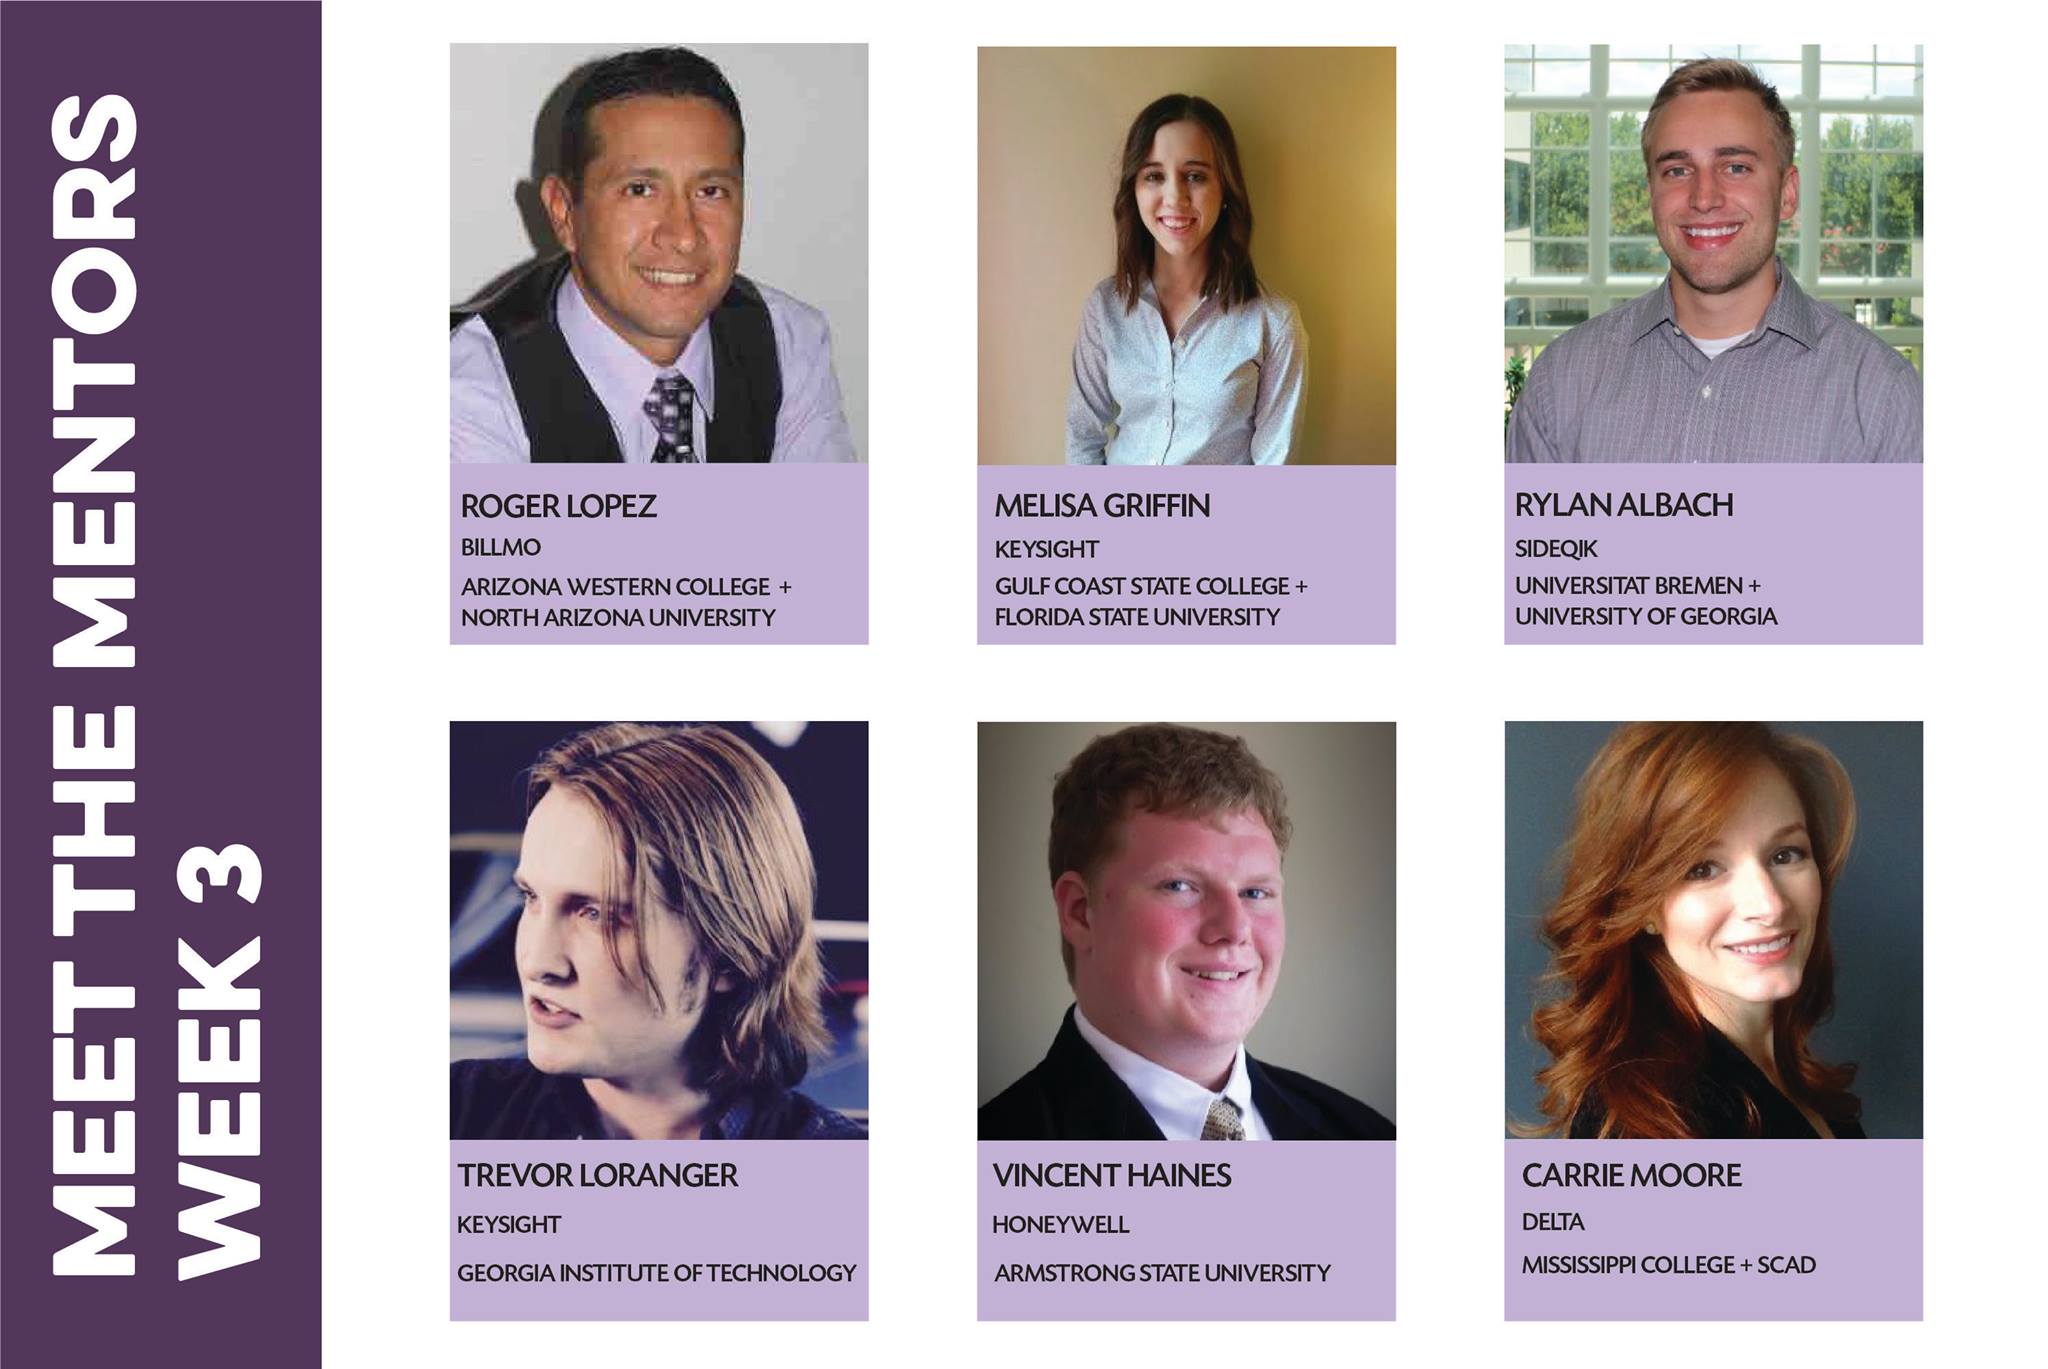 MEET THE MENTORS
WEEK 3
ROGER LOPEZ
BILLMO
ARIZONA WESTERN COLLEGE +
NORTH ARIZONA UNIVERSITY
MELISA GRIFFIN
KEYSIGHT
GULF COAST STATE COLLEGE +
FLORIDA STATE UNIVERSITY
RYLAN ALBACH
SIDEQIK
UNIVERSITAT BREMEN +
UNIVERSITY OF GEORGIA
TREVOR LORANGER
KEYSIGHT
GEORGIA INSTITUTE OF TECHNOLOGY
VINCENT HAINES
HONEYWELL
ARMSTRONG STATE UNIVERSITY
CARRIE MOORE
DELTA
MISSISSIPPI COLLEGE + SCAD